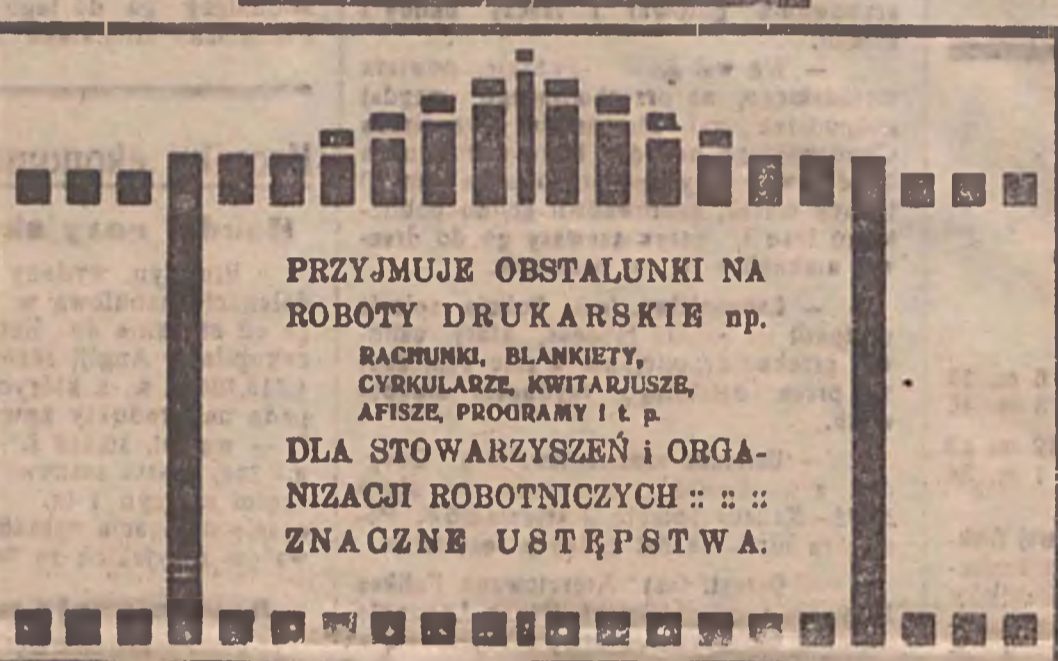 PRZYJMUJE OBSTALUNKI NA
ROBOTY DRUKARSKIE np.
RACHUNKI, BLANKIETY,
CYRKULARZE, KWITARJUSZE,
AFISZE, PROGRAMY i t. p.
DLA STOWARZYSZEŃ i ORGA-
NIZACJI ROBOTNICZYCH :: :: ::
ZNACZNE USTĘPSTWA.